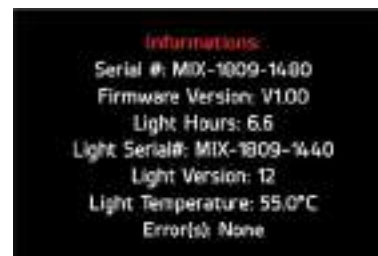 Informations:
Serial #: MIX-1809-1480
Firmware Version: V1.00
Light Hours: 6.6
Light Serial#: MIX-1809-1440
Light Version: 12
Light Temperature: 55.0°C
Error(s): None